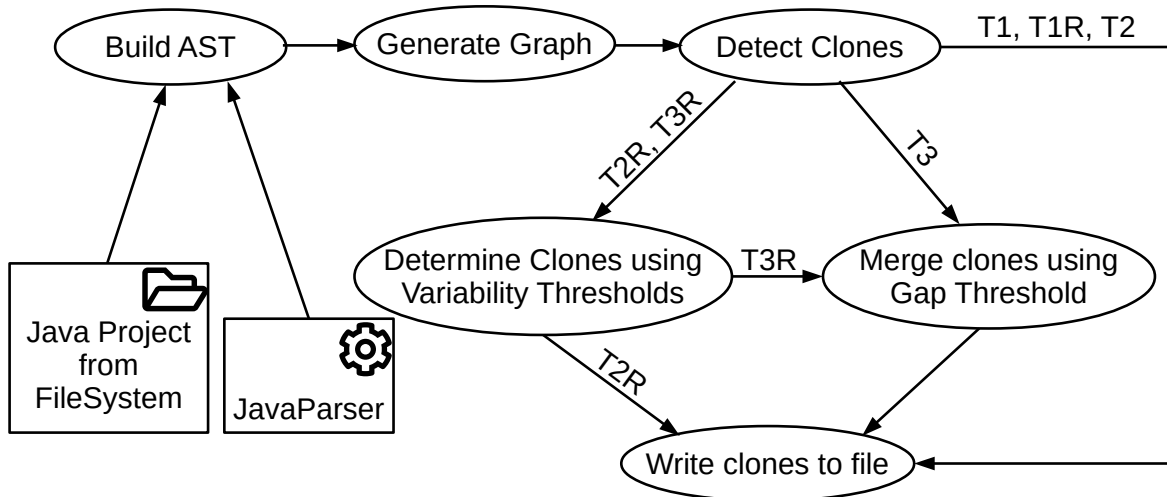 Build AST
Generate Graph
Detect Clones
T1, T1R, T2
T2R, T3R
T3
Determine Clones using
Variability Thresholds
T3R
Merge clones using
Gap Threshold
Java Project
from
FileSystem
JavaParser
T2R
Write clones to file